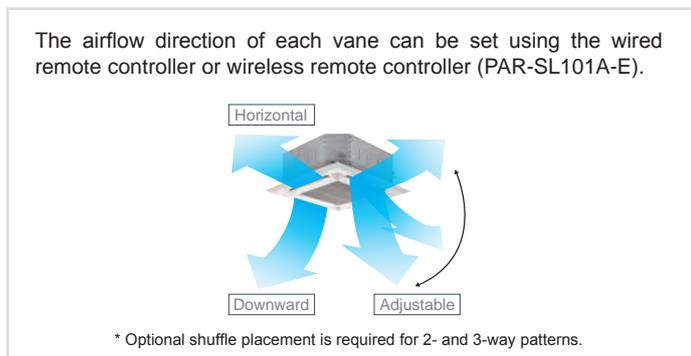 The airflow direction of each vane can be set using the wired
remote controller or wireless remote controller (PAR-SL101A-E).
Horizontal
Downward
Adjustable
* Optional shuffle placement is required for 2- and 3-way patterns.